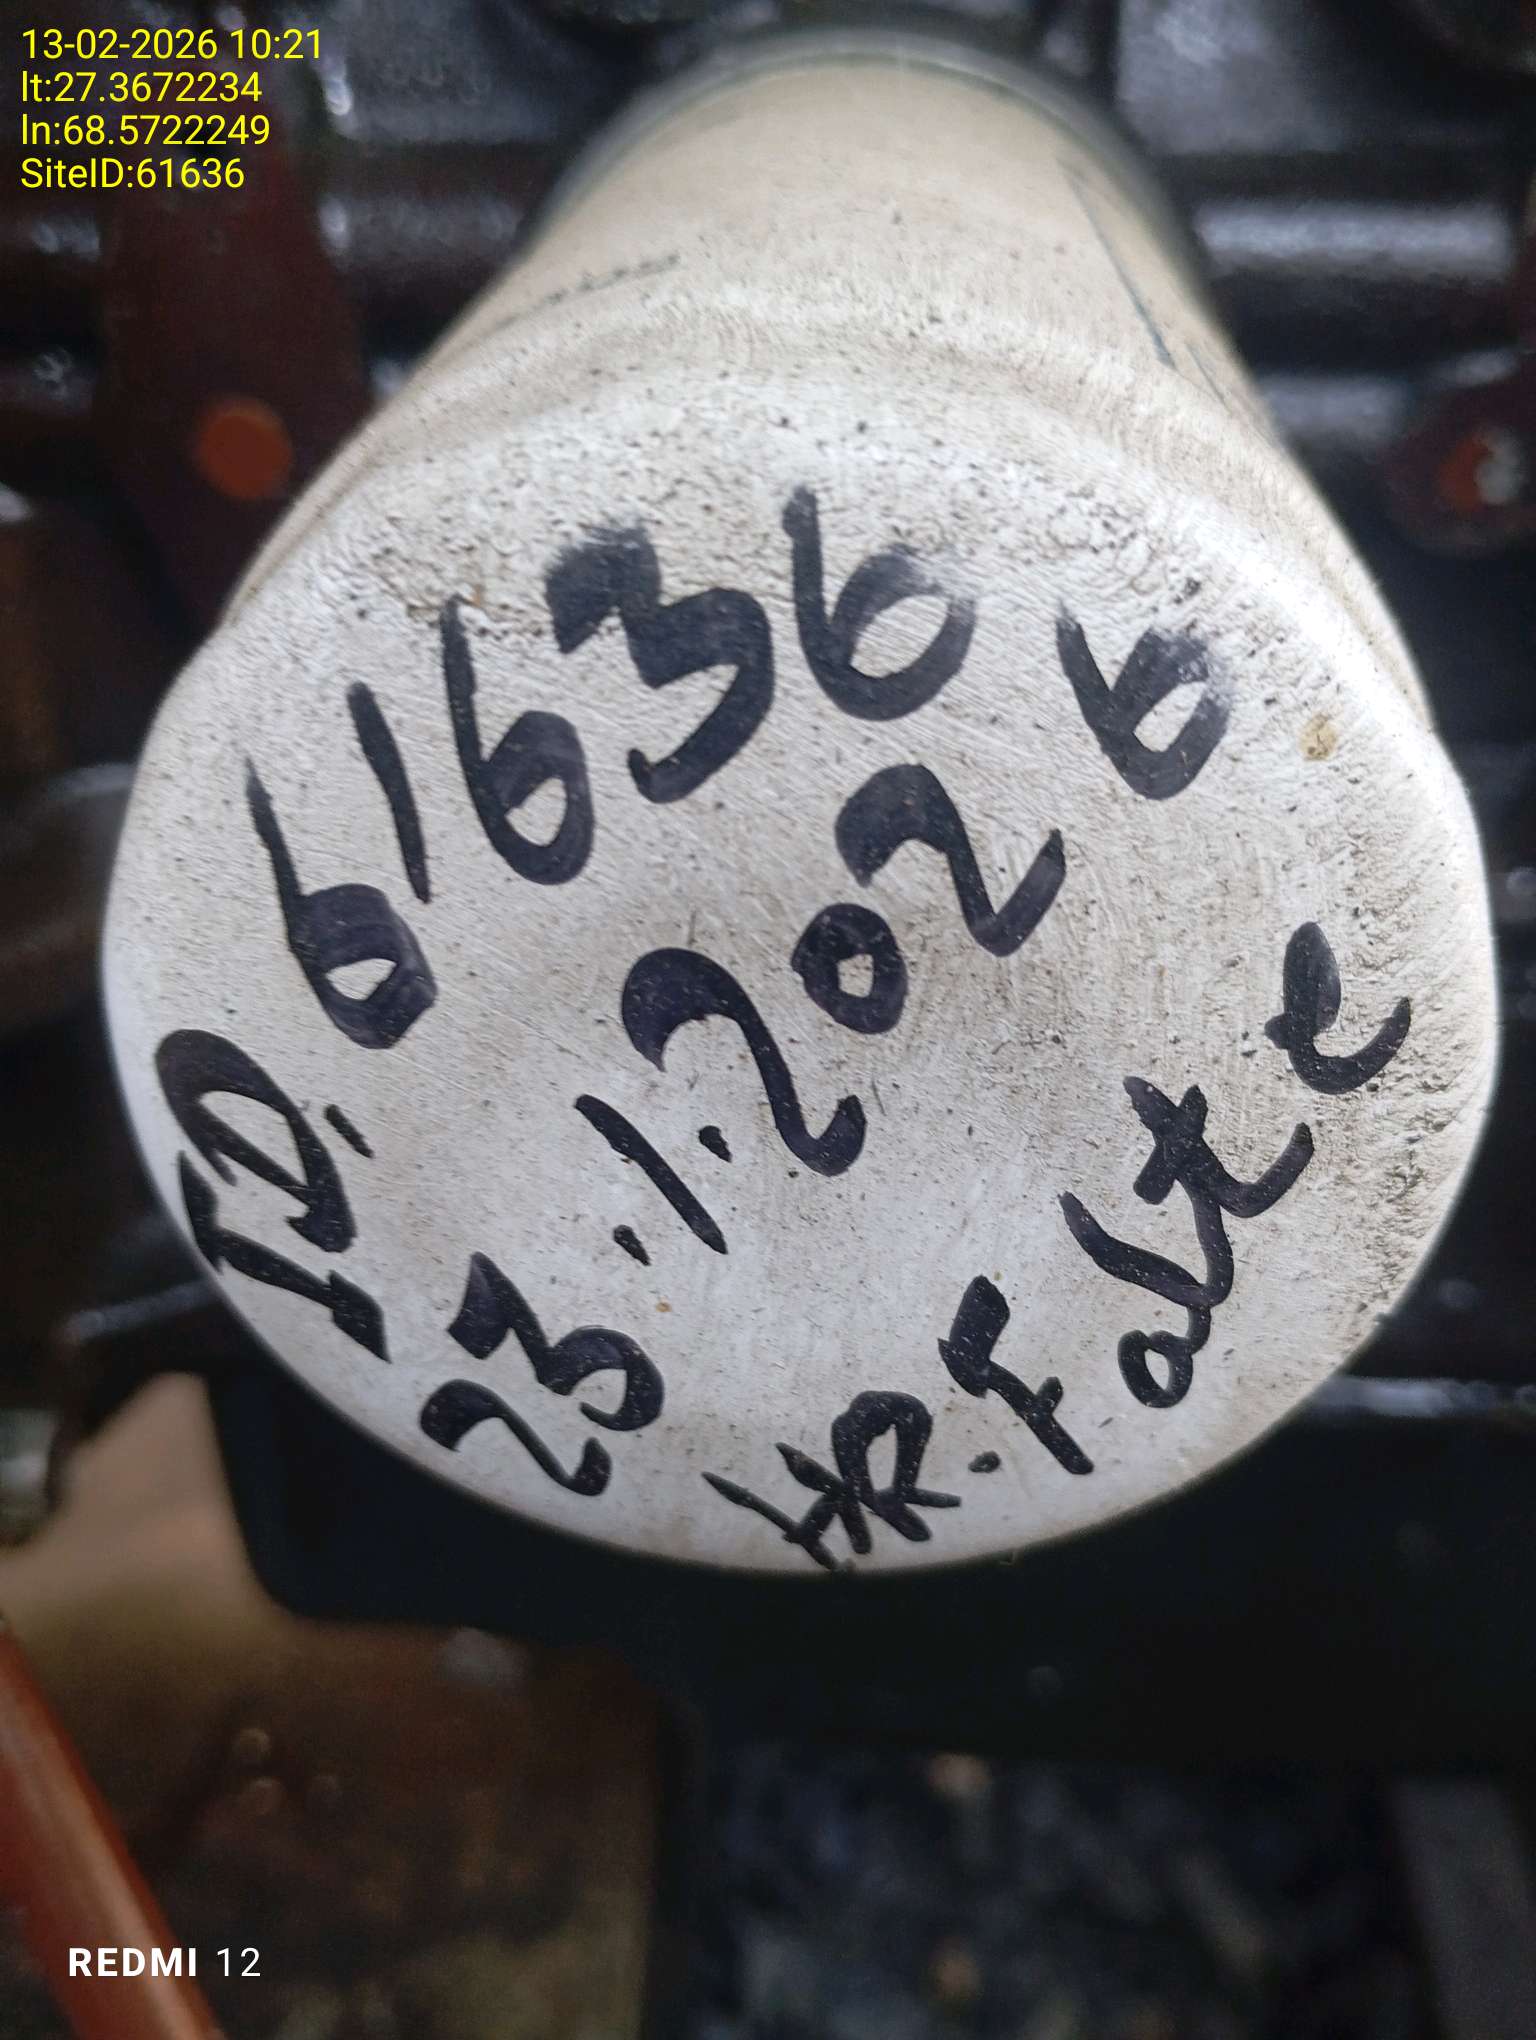 13-02-2026 10:21
lt:27.3672234
ln:68.5722249
SiteID:61636
ID: 61636
23.1.2026
HR.Falte
REDMI 12